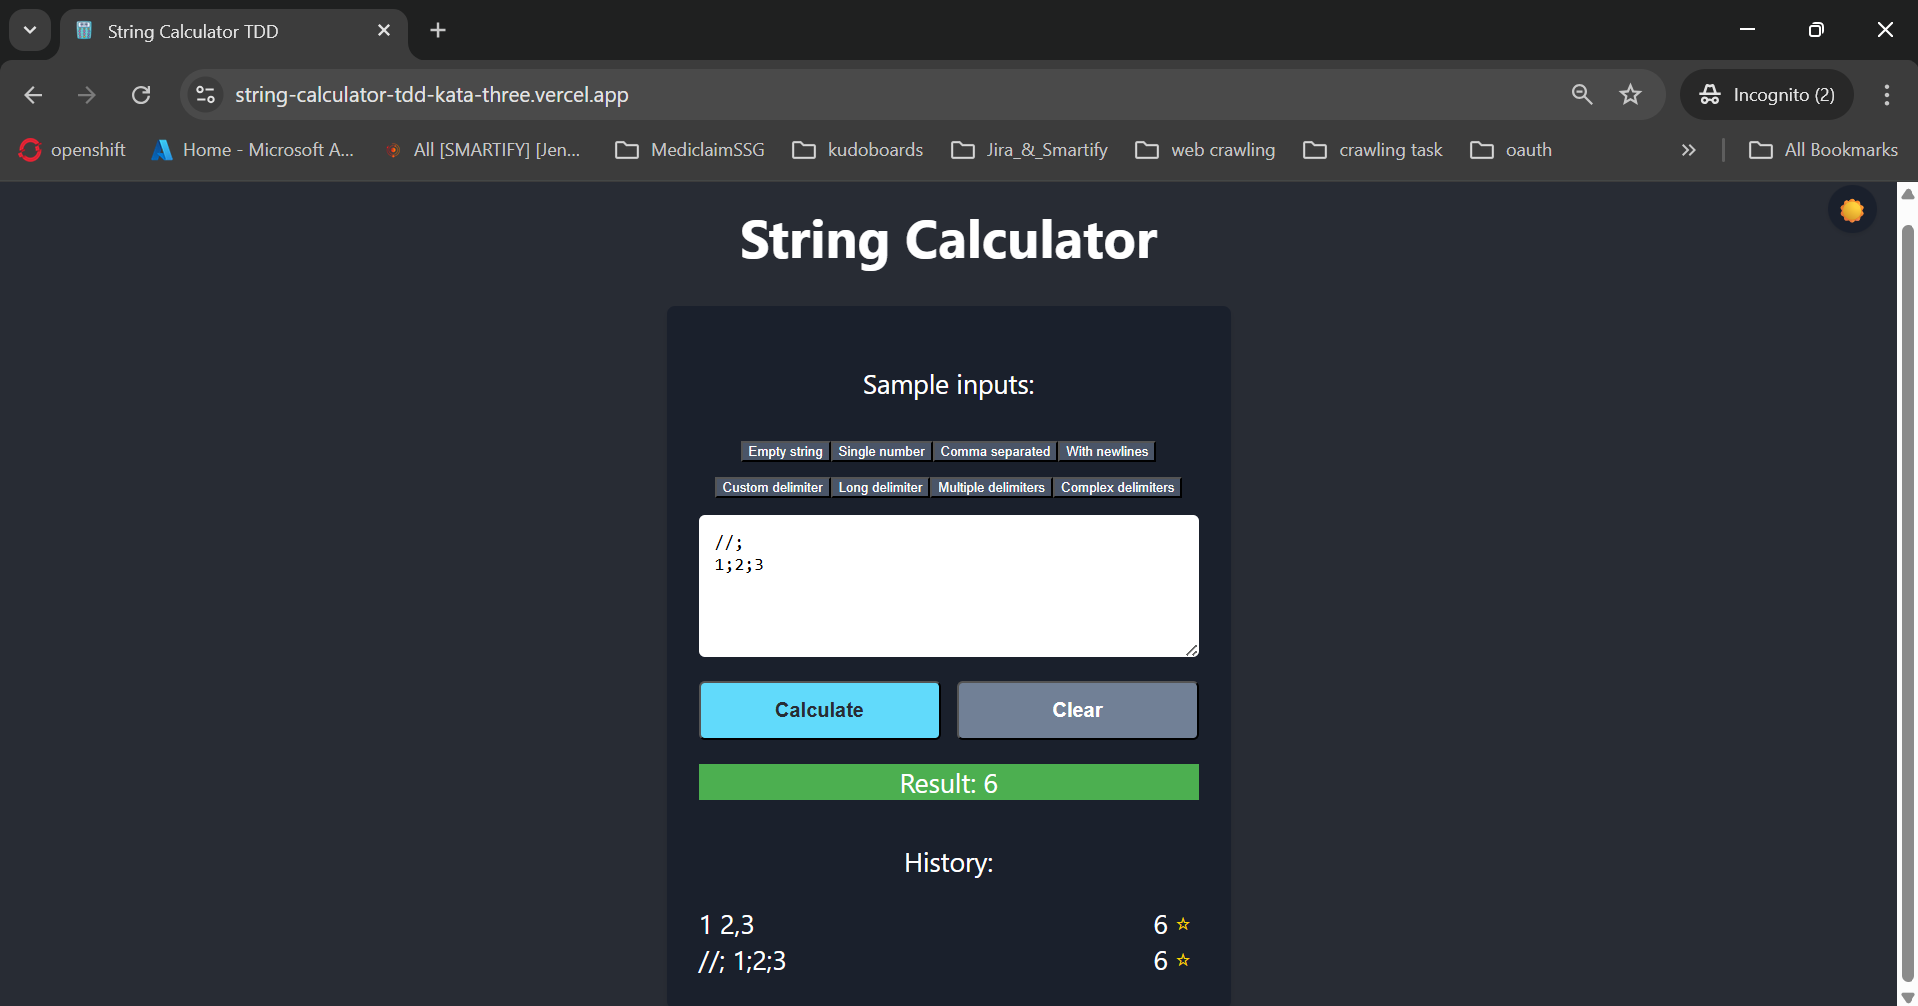 String Calculator TDD
string-calculator-tdd-kata-three.vercel.app
Incognito (2)
openshift Home - Microsoft A... All [SMARTIFY] [Jen... MediclaimSSG kudoboards Jira_&_Smartify web crawling crawling task oauth » All Bookmarks
String Calculator
Sample inputs:
Empty string Single number Comma separated With newlines
Custom delimiter Long delimiter Multiple delimiters Complex delimiters
//;
1;2;3
Calculate Clear
Result: 6
History:
1 2,3 6 ☆
//; 1;2;3 6 ☆